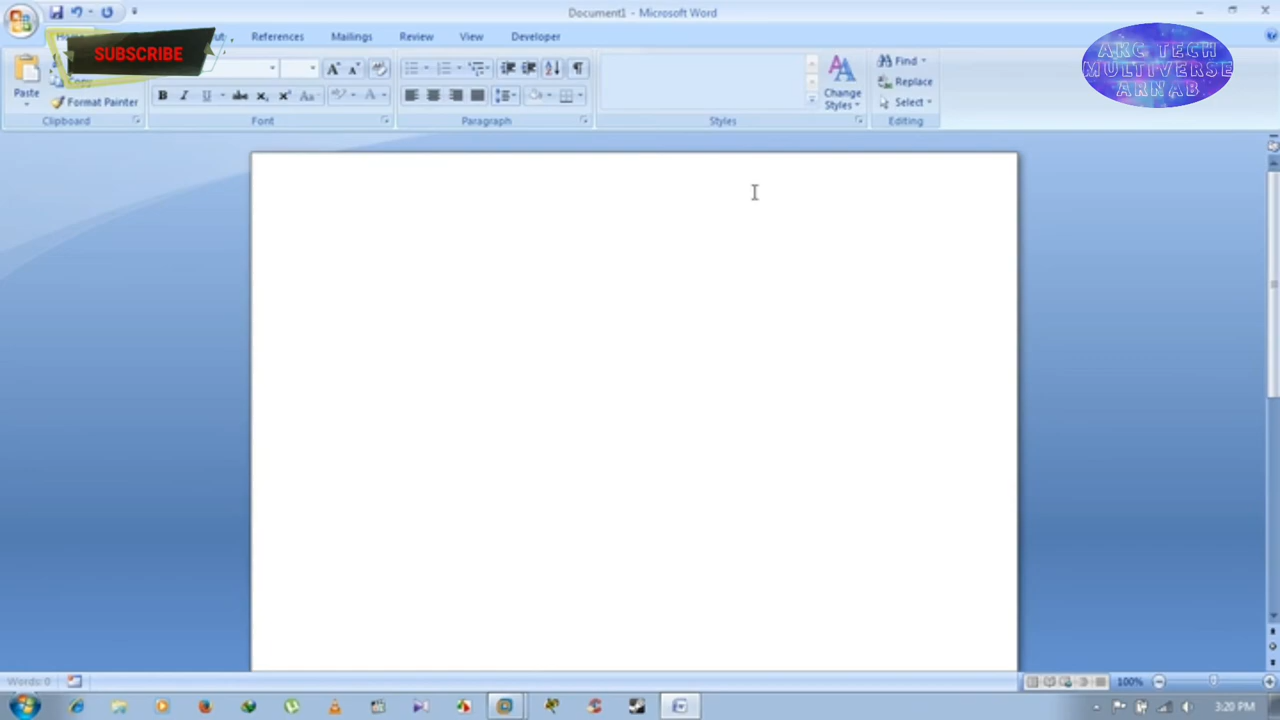 Document1 - Microsoft Word
SUBSCRIBE
References Mailings Review View Developer
Paste
Format Painter
Clipboard
Font
Paragraph
Change Styles
Styles
Find
Replace
Select
Editing
AKC TECH
MULTIVERSE
ARNAB
Words: 0
100%
3:20 PM